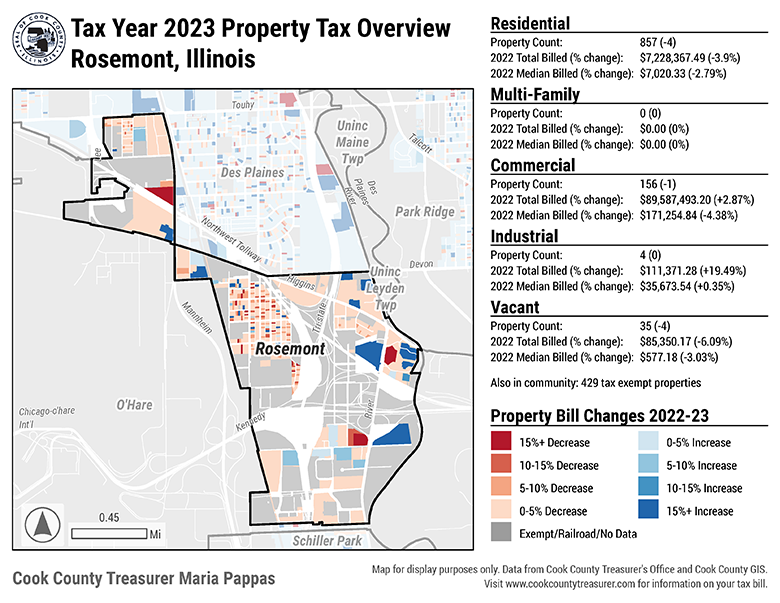 SEAL OF COOK COUNTY
ILLINOIS
Tax Year 2023 Property Tax Overview
Rosemont, Illinois
Touhy
Lee
Uninc
Maine
Twp
Talcott
Des Plaines
Des
Plaines
River
Park Ridge
Northwest Tollway
Devon
Uninc
Leyden
Twp
Higgins
Mannheim
Tri-state
Rosemont
O'Hare
Chicago-o'hare
Int'l
Kennedy
River
0.45
Mi
Schiller Park
Residential
Property Count: 857 (-4)
2022 Total Billed (% change): $7,228,367.49 (-3.9%)
2022 Median Billed (% change): $7,020.33 (-2.79%)
Multi-Family
Property Count: 0 (0)
2022 Total Billed (% change): $0.00 (0%)
2022 Median Billed (% change): $0.00 (0%)
Commercial
Property Count: 156 (-1)
2022 Total Billed (% change): $89,587,493.20 (+2.87%)
2022 Median Billed (% change): $171,254.84 (-4.38%)
Industrial
Property Count: 4 (0)
2022 Total Billed (% change): $111,371.28 (+19.49%)
2022 Median Billed (% change): $35,673.54 (+0.35%)
Vacant
Property Count: 35 (-4)
2022 Total Billed (% change): $85,350.17 (-6.09%)
2022 Median Billed (% change): $577.18 (-3.03%)
Also in community: 429 tax exempt properties
Property Bill Changes 2022-23
15%+ Decrease
10-15% Decrease
5-10% Decrease
0-5% Decrease
Exempt/Railroad/No Data
0-5% Increase
5-10% Increase
10-15% Increase
15%+ Increase
Cook County Treasurer Maria Pappas
Map for display purposes only. Data from Cook County Treasurer's Office and Cook County GIS.
Visit www.cookcountytreasurer.com for information on your tax bill.